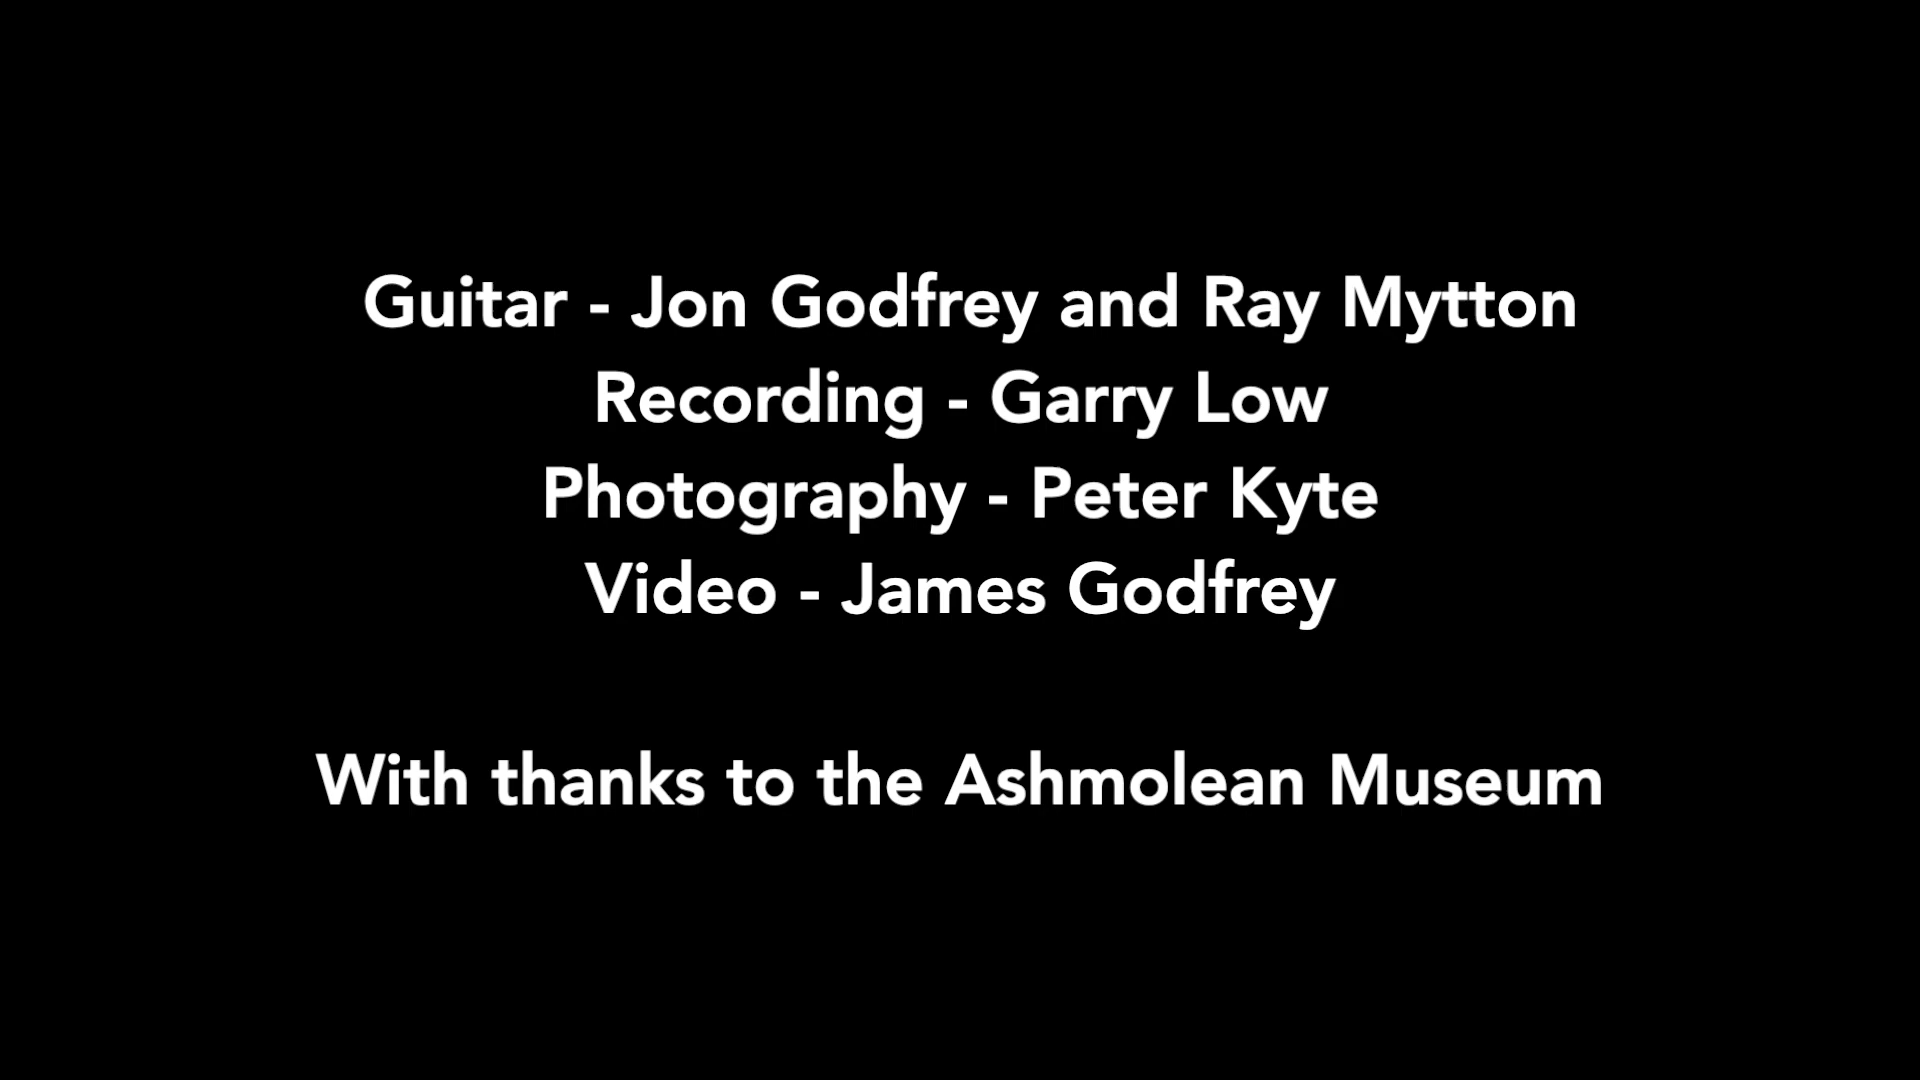 Guitar - Jon Godfrey and Ray Mytton
Recording - Garry Low
Photography - Peter Kyte
Video - James Godfrey
With thanks to the Ashmolean Museum